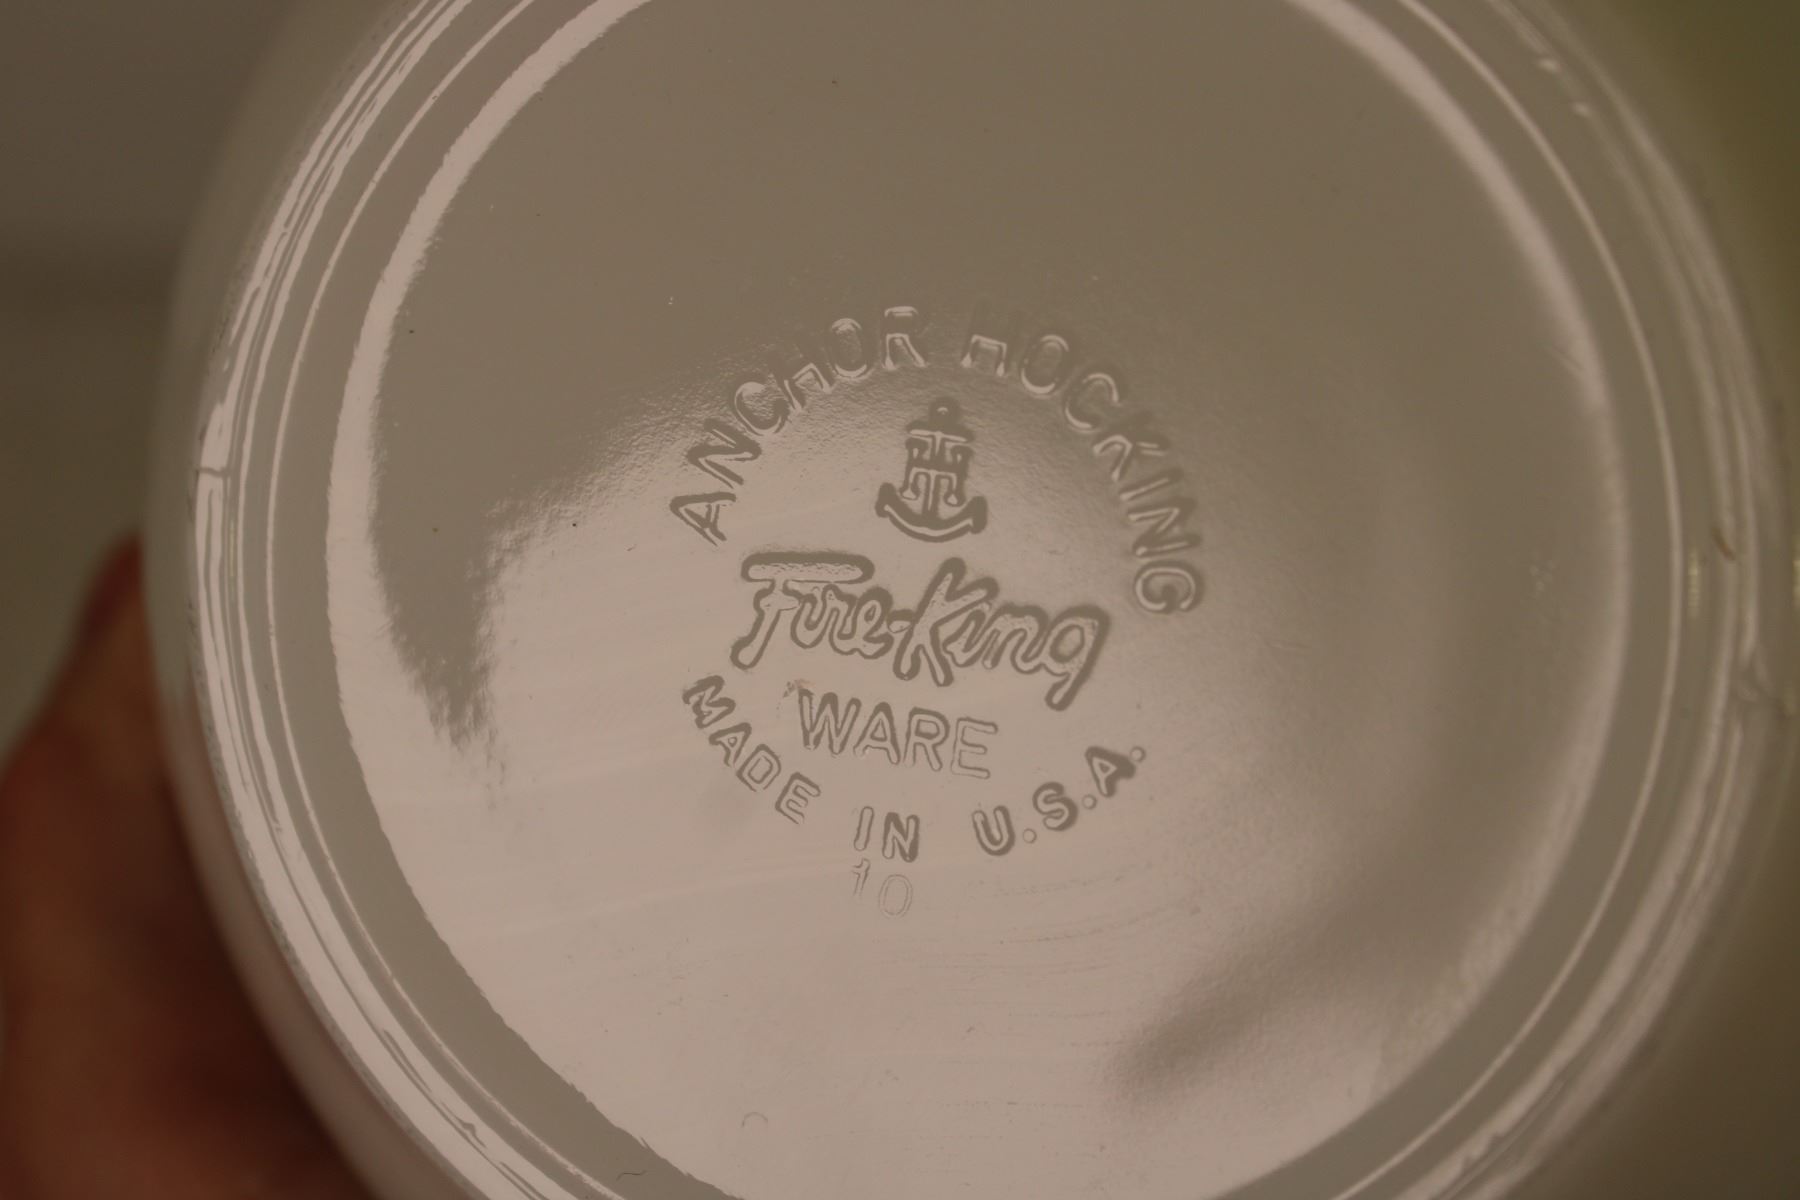 ANCHOR HOCKING
Fire-King
WARE
MADE IN U.S.A.
10